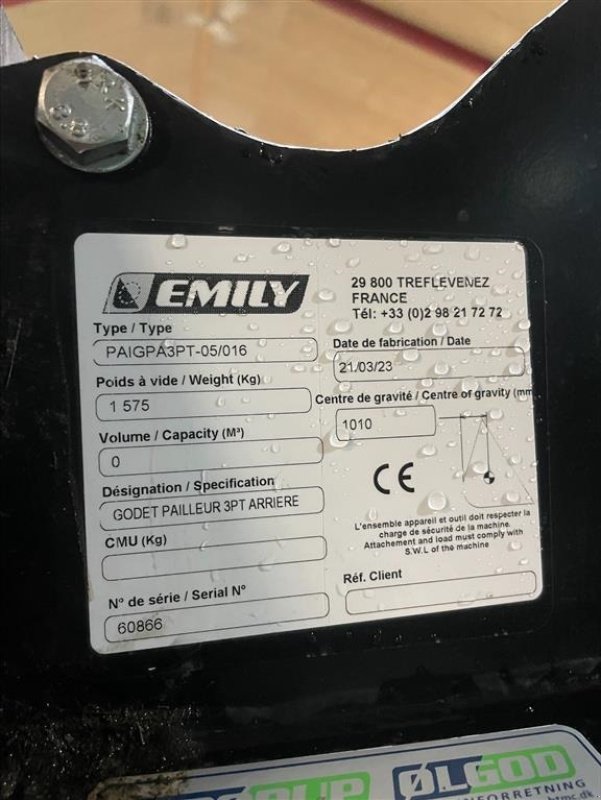 EMILY
29 800 TREFLEVENEZ
FRANCE
Tél: +33 (0)2 98 21 72 72
Type / Type
PAIGPA3PT-05/016
Date de fabrication / Date
21/03/23
Poids à vide / Weight (Kg)
1 575
Centre de gravité / Centre of gravity (mm
1010
Volume / Capacity (M³)
0
CE
Désignation / Specification
GODET PAILLEUR 3PT ARRIERE
L'ensemble appareil et outil doit respecter la
charge de sécurité de la machine.
Attachement and load must comply with
S.W.L of the machine
CMU (Kg)
Réf. Client
N° de série / Serial N°
60866
ØLGOD